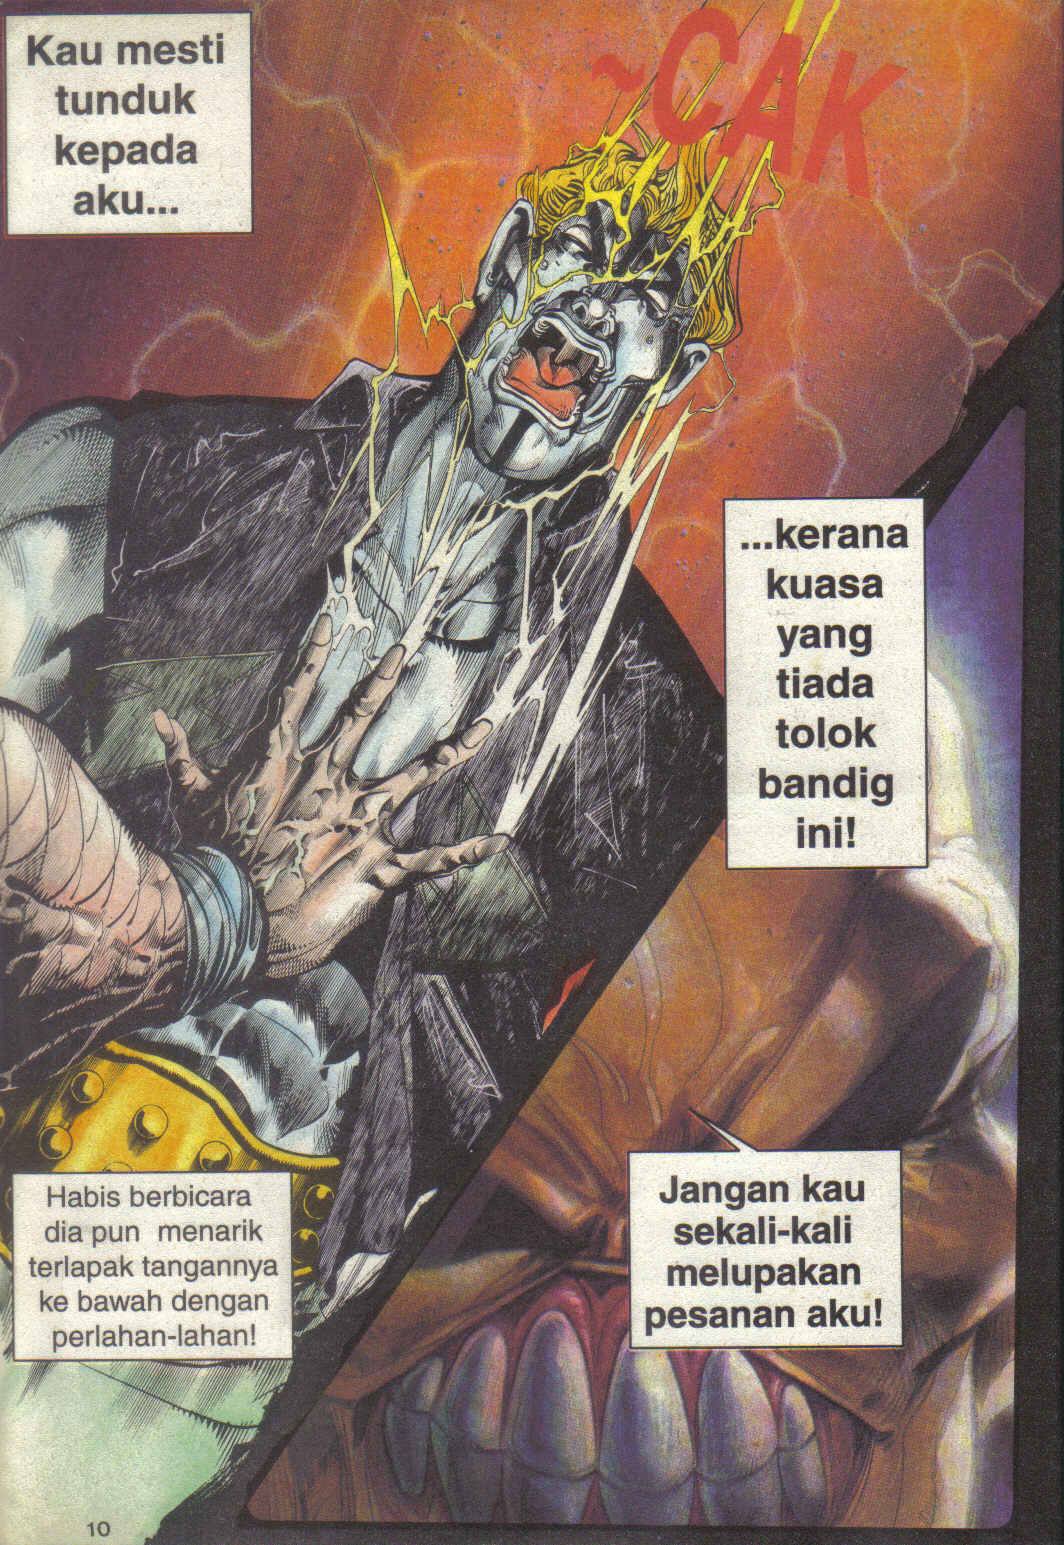 Kau mesti
tunduk
kepada
aku...
~CAK
...kerana
kuasa
yang
tiada
tolok
bandig
ini!
Habis berbicara
dia pun menarik
terlapak tangannya
ke bawah dengan
perlahan-lahan!
Jangan kau
sekali-kali
melupakan
pesanan aku!
10